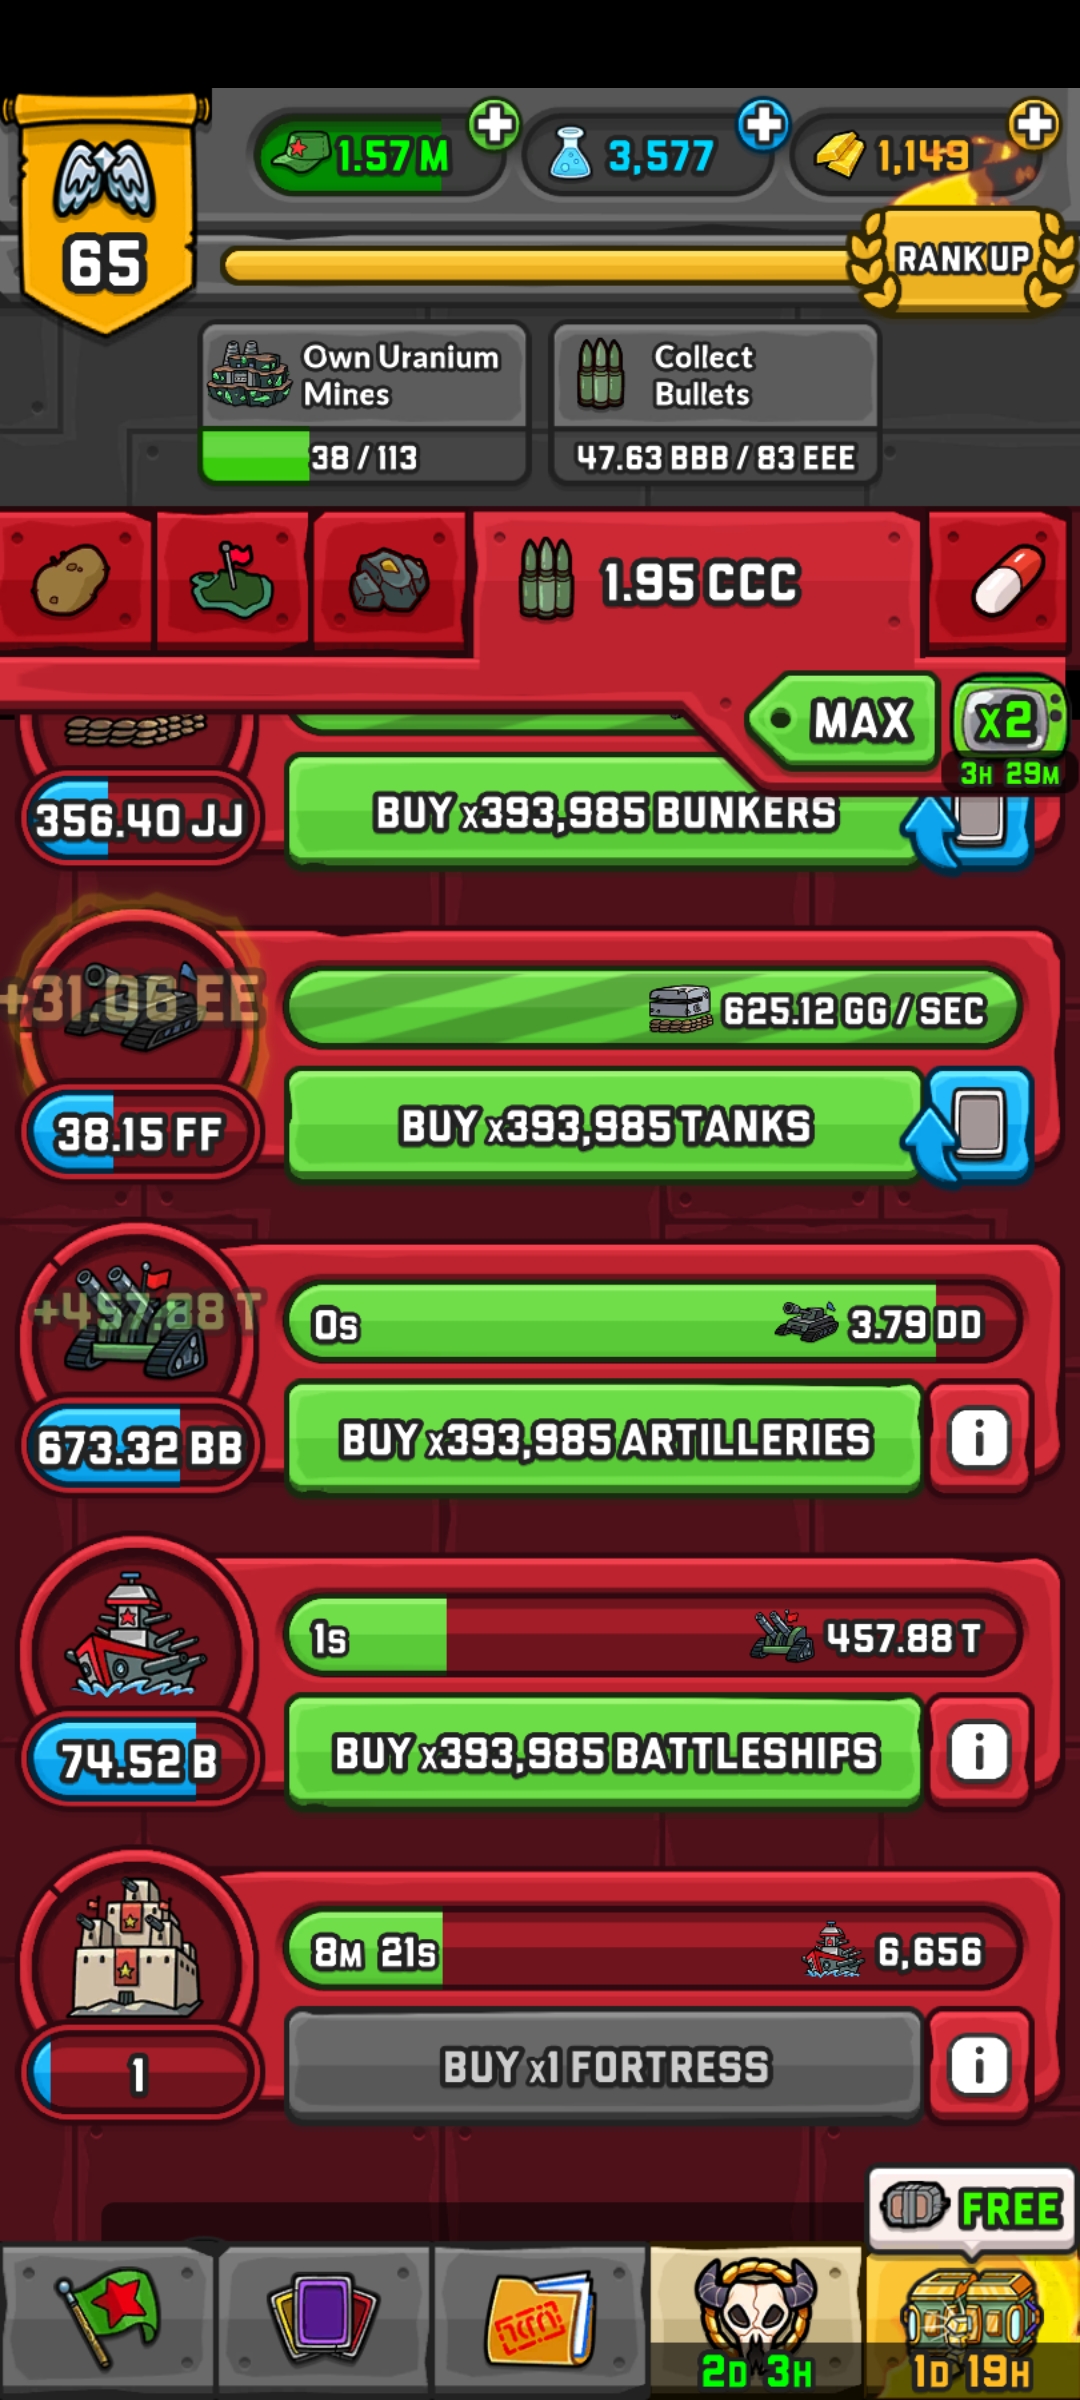 1.57 M
3,577
1,149
65
RANK UP
Own Uranium
Mines
38 / 113
Collect
Bullets
47.63 BBB / 83 EEE
1.95 CCC
MAX
X2
3H 29M
356.40 JJ
BUY x393,985 BUNKERS
+31.06 EE
625.12 GG / SEC
38.15 FF
BUY x393,985 TANKS
+457.88 T
0s
3.79 DD
673.32 BB
BUY x393,985 ARTILLERIES
i
1s
457.88 T
74.52 B
BUY x393,985 BATTLESHIPS
i
8M 21s
6,656
1
BUY x1 FORTRESS
i
FREE
2D 3H
1D 19H